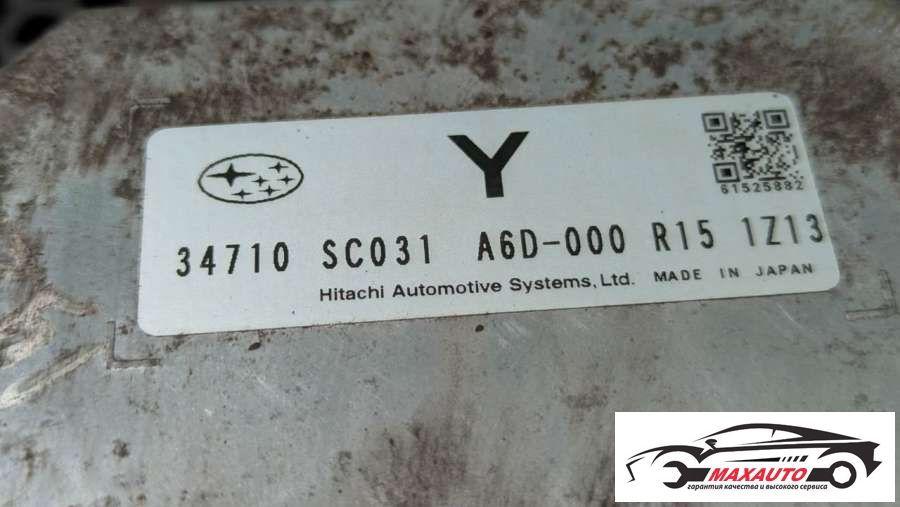 Y
61525882
34710 SC031 A6D-000 R15 1Z13
Hitachi Automotive Systems, Ltd. MADE IN JAPAN
MAXAUTO
гарантия качества и высокого сервиса